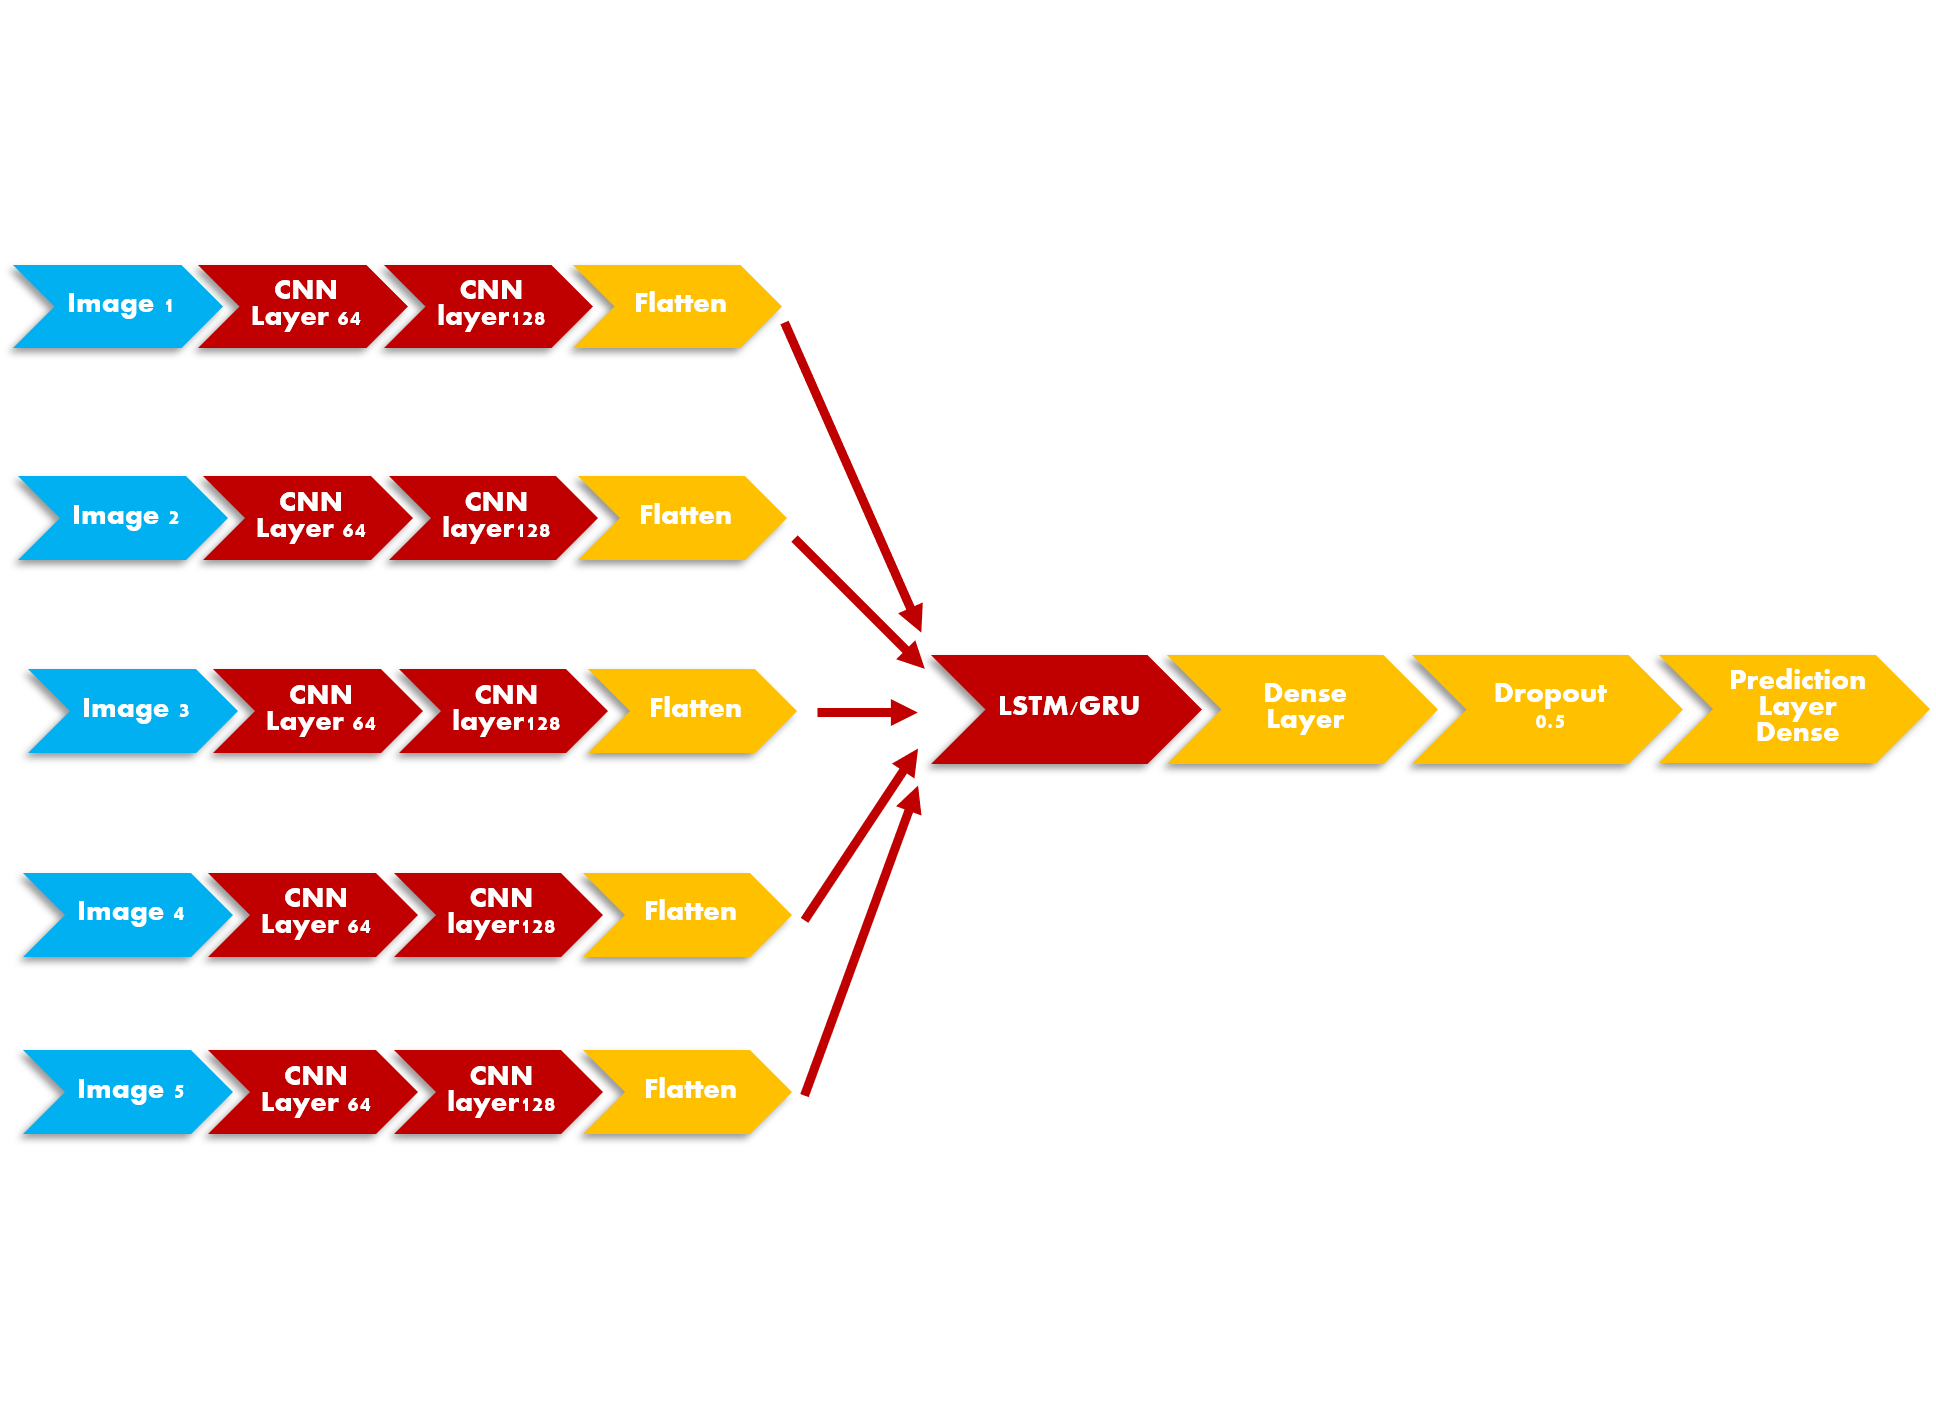 Image 1
CNN
Layer 64
CNN
layer128
Flatten
Image 2
CNN
Layer 64
CNN
layer128
Flatten
Image 3
CNN
Layer 64
CNN
layer128
Flatten
LSTM/GRU
Dense
Layer
Dropout
0.5
Prediction
Layer
Dense
Image 4
CNN
Layer 64
CNN
layer128
Flatten
Image 5
CNN
Layer 64
CNN
layer128
Flatten